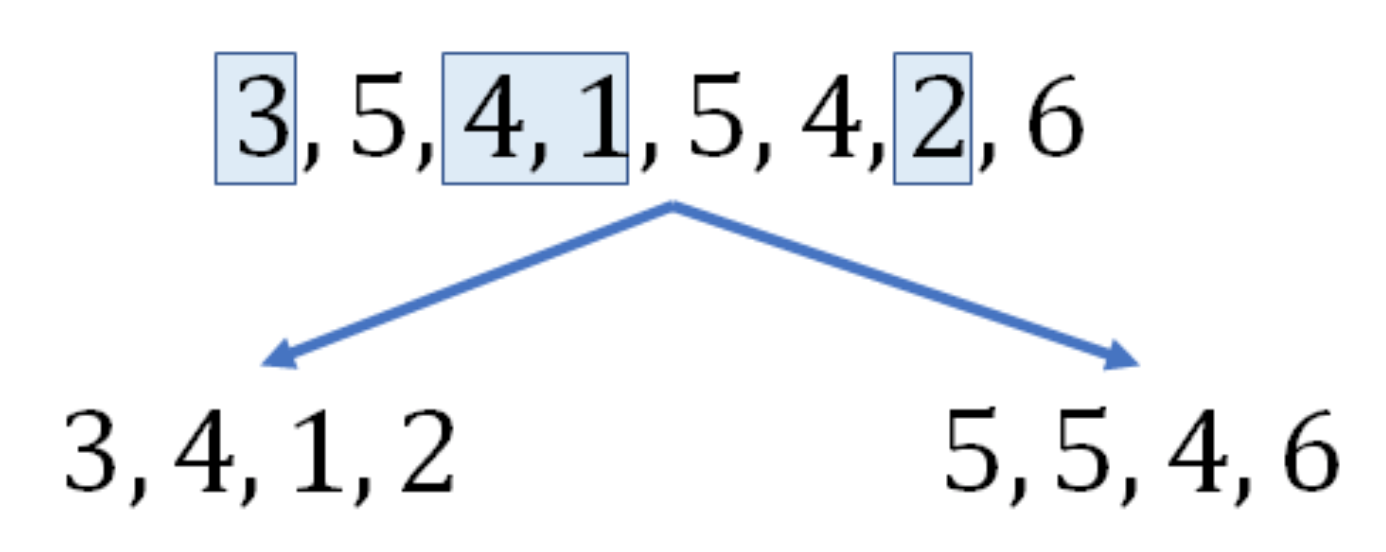 3, 5, 4, 1, 5, 4, 2, 6
3, 4, 1, 2
5, 5, 4, 6